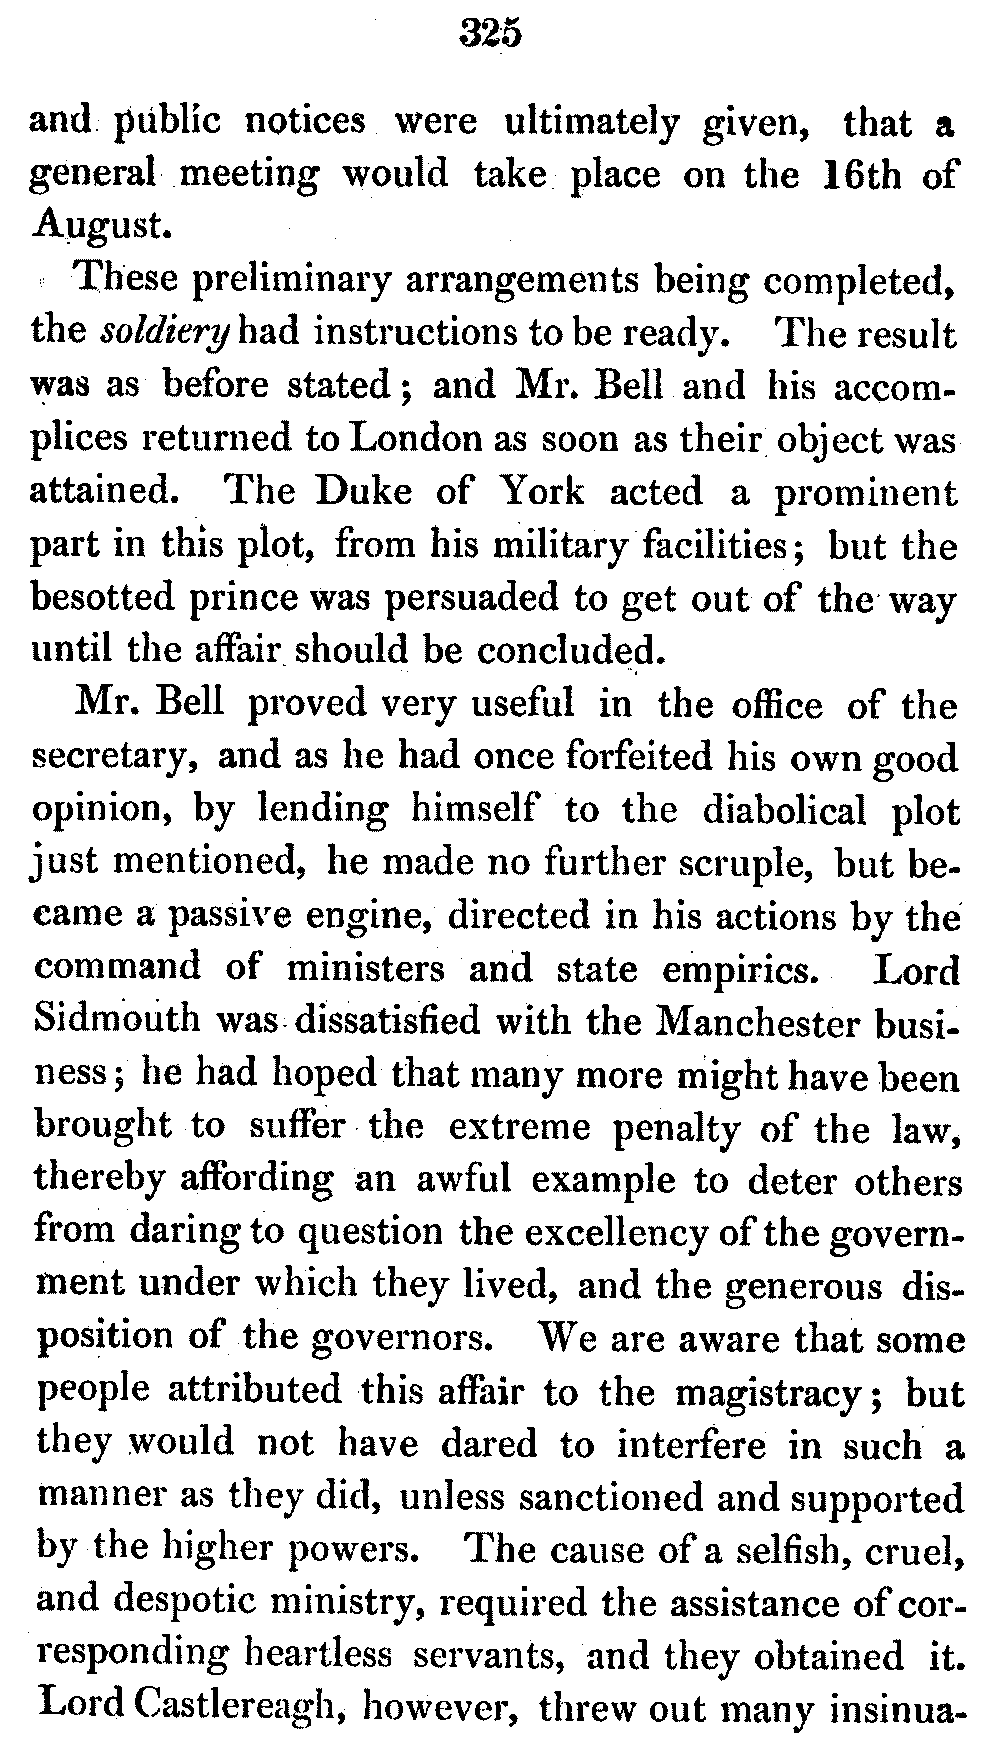 325
and public notices were ultimately given, that a
general meeting would take place on the 16th of
August.
These preliminary arrangements being completed,
the soldiery had instructions to be ready. The result
was as before stated; and Mr. Bell and his accom-
plices returned to London as soon as their object was
attained. The Duke of York acted a prominent
part in this plot, from his military facilities; but the
besotted prince was persuaded to get out of the way
until the affair should be concluded.
Mr. Bell proved very useful in the office of the
secretary, and as he had once forfeited his own good
opinion, by lending himself to the diabolical plot
just mentioned, he made no further scruple, but be-
came a passive engine, directed in his actions by the
command of ministers and state empirics. Lord
Sidmouth was dissatisfied with the Manchester busi-
ness; he had hoped that many more might have been
brought to suffer the extreme penalty of the law,
thereby affording an awful example to deter others
from daring to question the excellency of the govern-
ment under which they lived, and the generous dis-
position of the governors. We are aware that some
people attributed this affair to the magistracy; but
they would not have dared to interfere in such a
manner as they did, unless sanctioned and supported
by the higher powers. The cause of a selfish, cruel,
and despotic ministry, required the assistance of cor-
responding heartless servants, and they obtained it.
Lord Castlereagh, however, threw out many insinua-